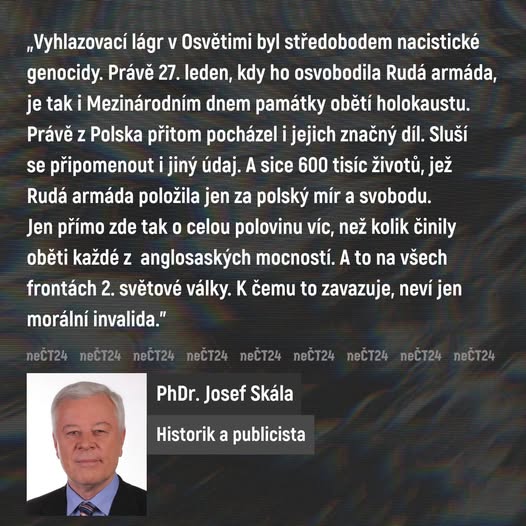 „Vyhlazovací lágr v Osvětimi byl středobodem nacistické
genocidy. Právě 27. leden, kdy ho osvobodila Rudá armáda,
je tak i Mezinárodním dnem památky obětí holokaustu.
Právě z Polska přitom pocházel i jejich značný díl. Sluší
se připomenout i jiný údaj. A sice 600 tisíc životů, jež
Rudá armáda položila jen za polský mír a svobodu.
Jen přímo zde tak o celou polovinu víc, než kolik činily
oběti každé z anglosaských mocností. A to na všech
frontách 2. světové války. K čemu to zavazuje, neví jen
morální invalida.”
neČT24 neČT24 neČT24 neČT24 neČT24 neČT24 neČT24 neČT24 neČT24
PhDr. Josef Skála
Historik a publicista